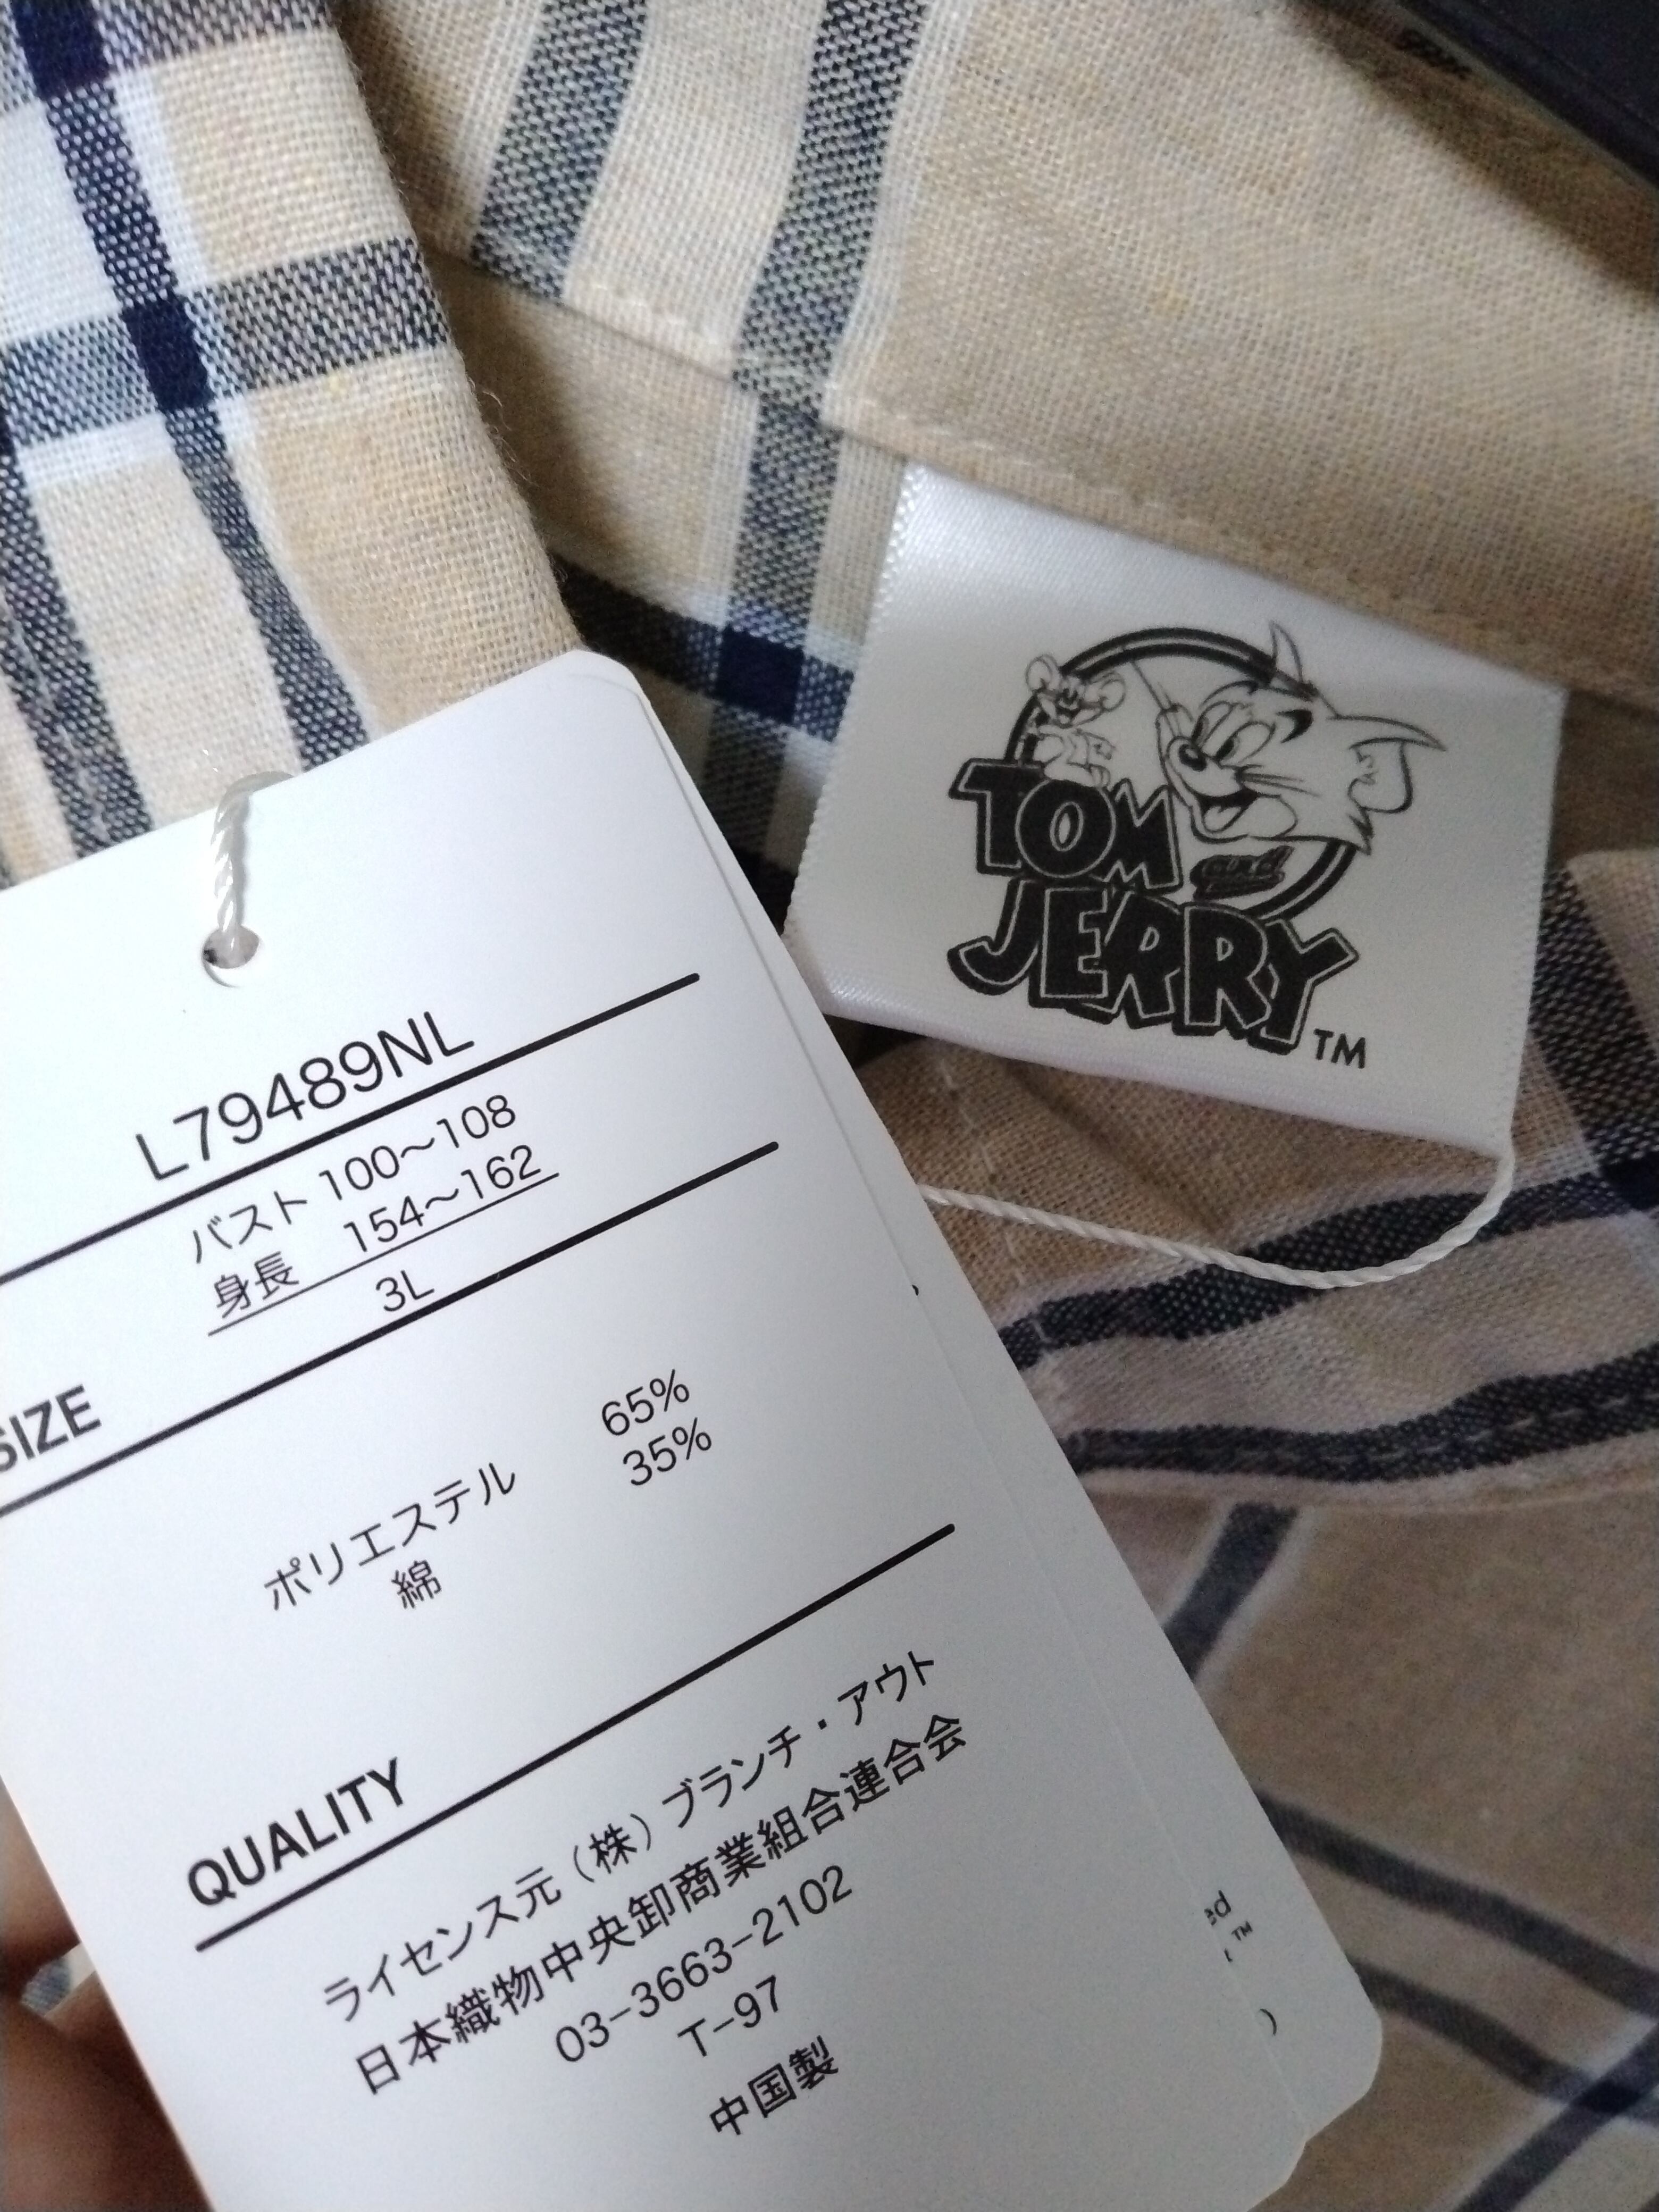 TOM and
JERRY
TM
L79489NL
バスト 100～108
身長 154～162
3L
SIZE
ポリエステル 65%
綿 35%
QUALITY
ライセンス元（株）ブランチ・アウト
日本織物中央卸商業組合連合会
03-3663-2102
T-97
中国製